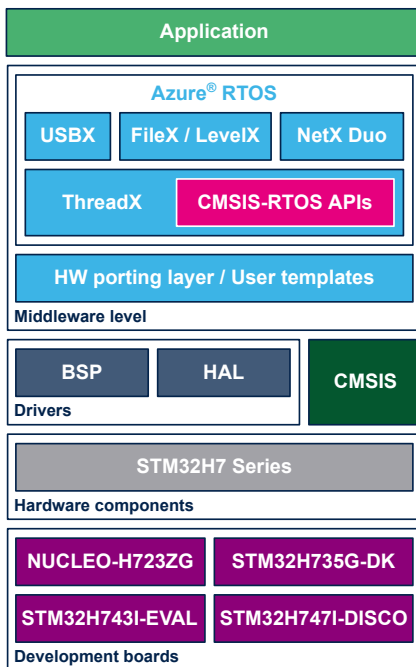 Application
Azure® RTOS
USBX
FileX / LevelX
NetX Duo
ThreadX
CMSIS-RTOS APIs
HW porting layer / User templates
Middleware level
BSP
HAL
Drivers
CMSIS
STM32H7 Series
Hardware components
NUCLEO-H723ZG
STM32H735G-DK
STM32H743I-EVAL
STM32H747I-DISCO
Development boards